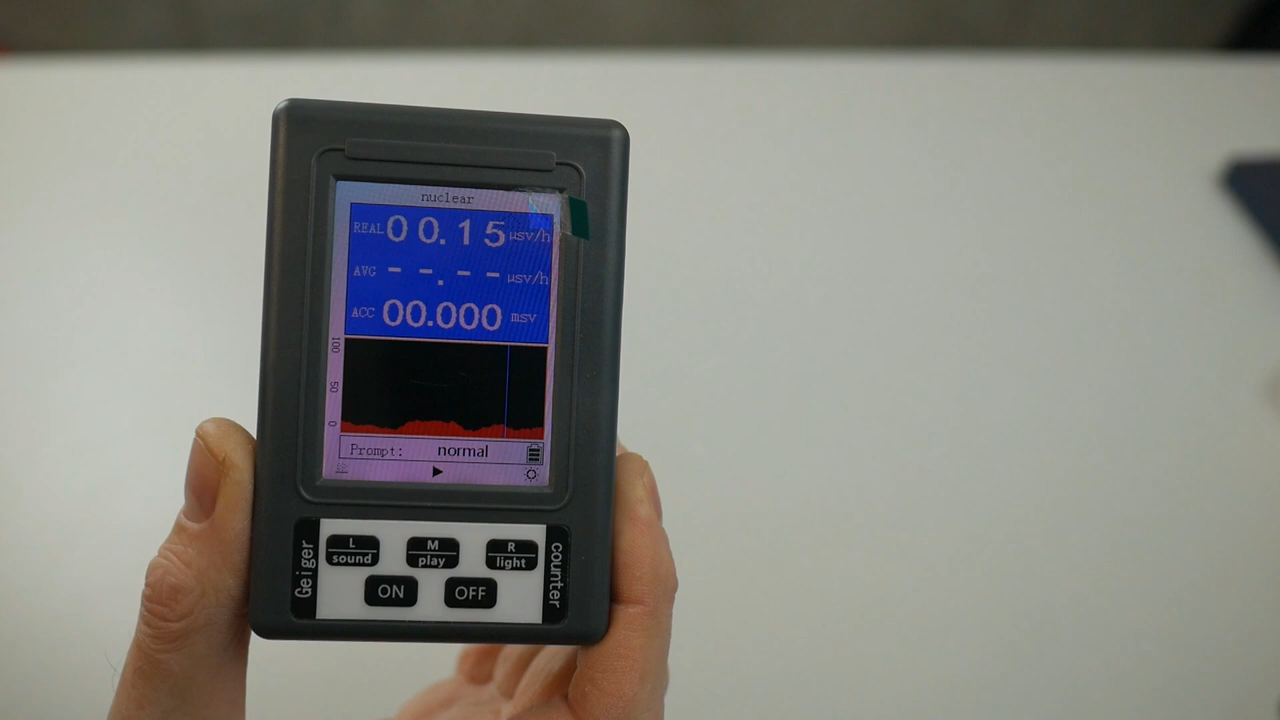 nuclear
REAL 00.15 µsv/h
AVG --.-- µsv/h
ACC 00.000 msv
100
50
0
Prompt: normal
Geiger
L
sound
M
play
R
light
ON
OFF
counter